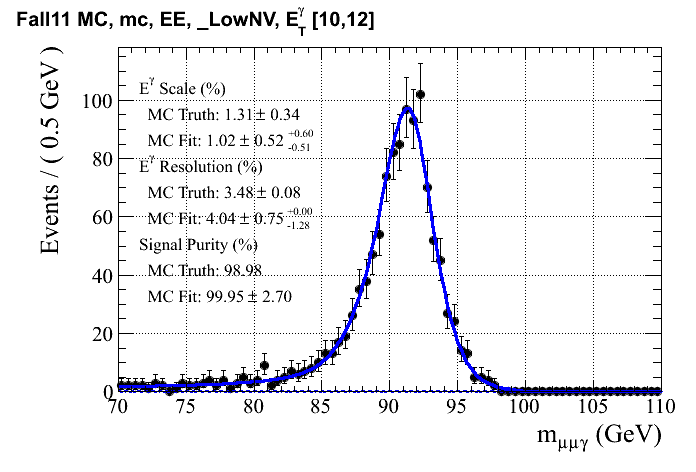 Fall11 MC, mc, EE, _LowNV, E_T^γ [10,12]
Events / ( 0.5 GeV )
100
80
60
40
20
0
E^γ Scale (%)
MC Truth: 1.31 ± 0.34
MC Fit: 1.02 ± 0.52 +0.60 -0.51
E^γ Resolution (%)
MC Truth: 3.48 ± 0.08
MC Fit: 4.04 ± 0.75 +0.00 -1.28
Signal Purity (%)
MC Truth: 98.98
MC Fit: 99.95 ± 2.70
70 75 80 85 90 95 100 105 110
m_μμγ (GeV)